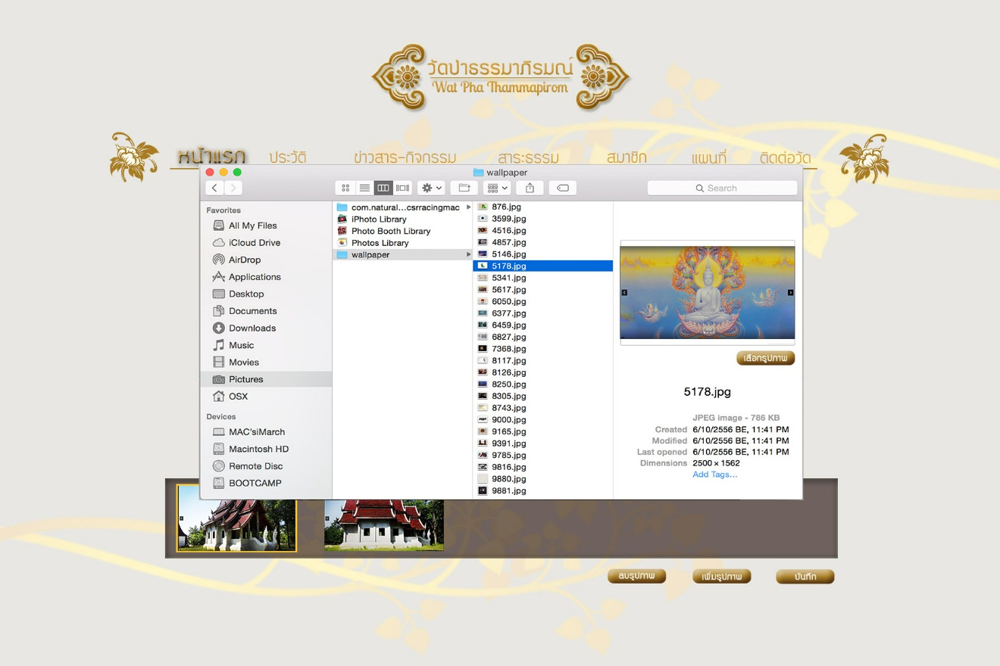 วัดป่าธรรมาภิรมณ์
Wat Pha Thammapirom
หน้าแรก ประวัติ ข่าวสาร-กิจกรรม สาระธรรม สมาชิก แผนที่ ติดต่อวัด
wallpaper
Search
Favorites
All My Files
iCloud Drive
AirDrop
Applications
Desktop
Documents
Downloads
Music
Movies
Pictures
OSX
Devices
MAC'siMarch
Macintosh HD
Remote Disc
BOOTCAMP
com.natural...csrracingmac
iPhoto Library
Photo Booth Library
Photos Library
wallpaper
876.jpg
3599.jpg
4516.jpg
4857.jpg
5146.jpg
5178.jpg
5341.jpg
5617.jpg
6050.jpg
6377.jpg
6459.jpg
6827.jpg
7368.jpg
8117.jpg
8126.jpg
8250.jpg
8305.jpg
8743.jpg
9000.jpg
9165.jpg
9391.jpg
9785.jpg
9816.jpg
9880.jpg
9881.jpg
เลือกรูปภาพ
5178.jpg
JPEG image - 786 KB
Created 6/10/2556 BE, 11:41 PM
Modified 6/10/2556 BE, 11:41 PM
Last opened 6/10/2556 BE, 11:41 PM
Dimensions 2500 × 1562
Add Tags...
ลบรูปภาพ เพิ่มรูปภาพ บันทึก